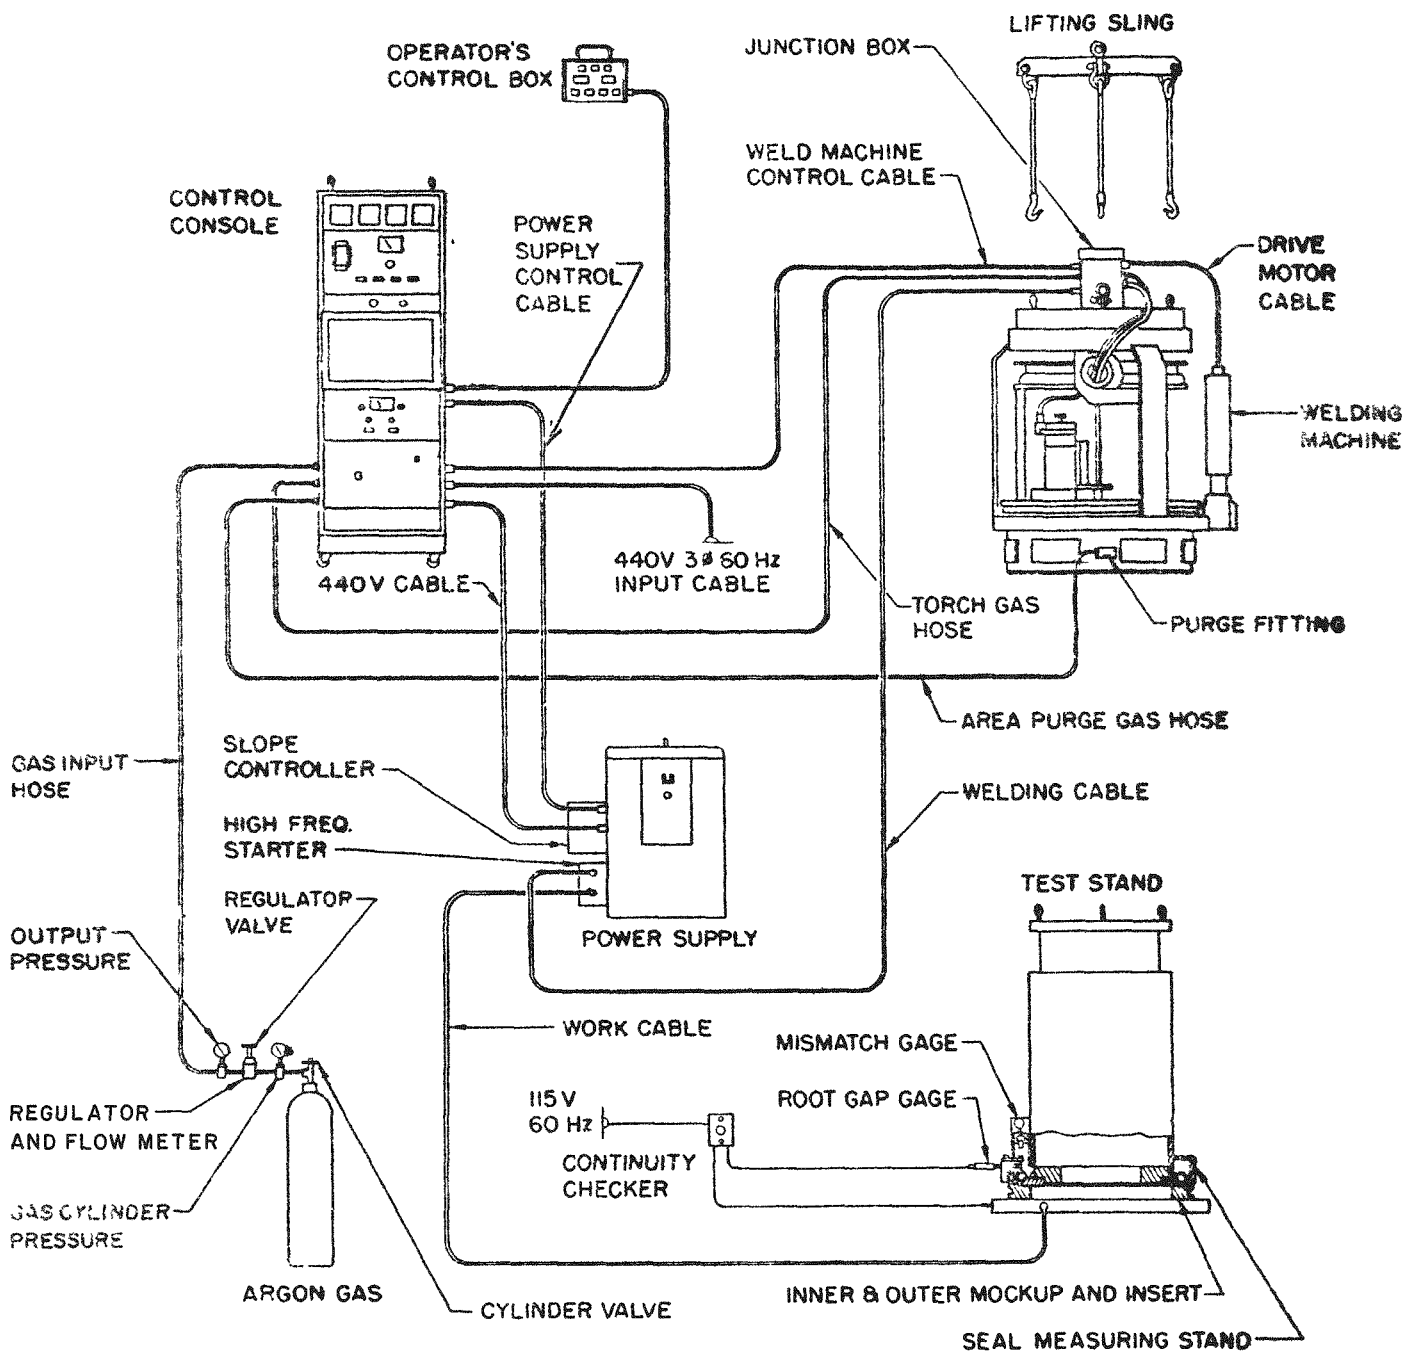 LIFTING SLING
JUNCTION BOX
OPERATOR'S
CONTROL BOX
WELD MACHINE
CONTROL CABLE
CONTROL
CONSOLE
POWER
SUPPLY
CONTROL
CABLE
DRIVE
MOTOR
CABLE
WELDING
MACHINE
440V 3Ø 60 Hz
INPUT CABLE
440V CABLE
TORCH GAS
HOSE
PURGE FITTING
AREA PURGE GAS HOSE
SLOPE
CONTROLLER
GAS INPUT
HOSE
WELDING CABLE
HIGH FREQ.
STARTER
TEST STAND
REGULATOR
VALVE
OUTPUT
PRESSURE
POWER SUPPLY
WORK CABLE
MISMATCH GAGE
115V
60 Hz
ROOT GAP GAGE
REGULATOR
AND FLOW METER
CONTINUITY
CHECKER
GAS CYLINDER
PRESSURE
ARGON GAS
CYLINDER VALVE
INNER & OUTER MOCKUP AND INSERT
SEAL MEASURING STAND